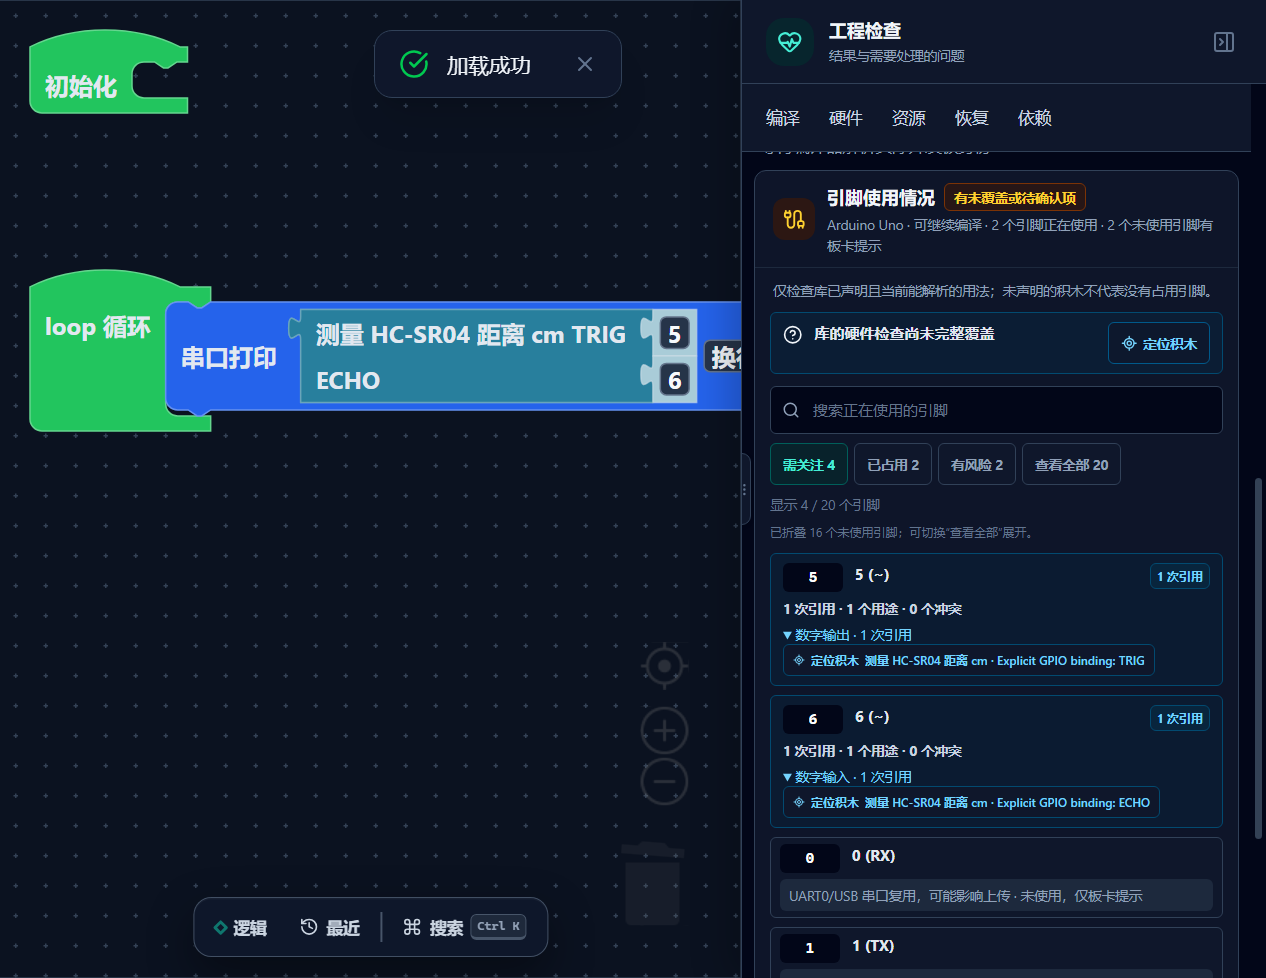 初始化
加载成功
loop 循环
串口打印
测量 HC-SR04 距离 cm TRIG
5
ECHO
6
逻辑
最近
搜索
Ctrl K
工程检查
结果与需要处理的问题
编译
硬件
资源
恢复
依赖
引脚使用情况
有未覆盖或待确认项
Arduino Uno · 可继续编译 · 2 个引脚正在使用 · 2 个未使用引脚有
板卡提示
仅检查库已声明且当前能解析的用法；未声明的积木不代表没有占用引脚。
库的硬件检查尚未完整覆盖
定位积木
搜索正在使用的引脚
需关注 4
已占用 2
有风险 2
查看全部 20
显示 4 / 20 个引脚
已折叠 16 个未使用引脚；可切换“查看全部”展开。
5
5 (~)
1 次引用
1 次引用 · 1 个用途 · 0 个冲突
▼数字输出 · 1 次引用
定位积木 测量 HC-SR04 距离 cm · Explicit GPIO binding: TRIG
6
6 (~)
1 次引用
1 次引用 · 1 个用途 · 0 个冲突
▼数字输入 · 1 次引用
定位积木 测量 HC-SR04 距离 cm · Explicit GPIO binding: ECHO
0
0 (RX)
UART0/USB 串口复用，可能影响上传 · 未使用，仅板卡提示
1
1 (TX)